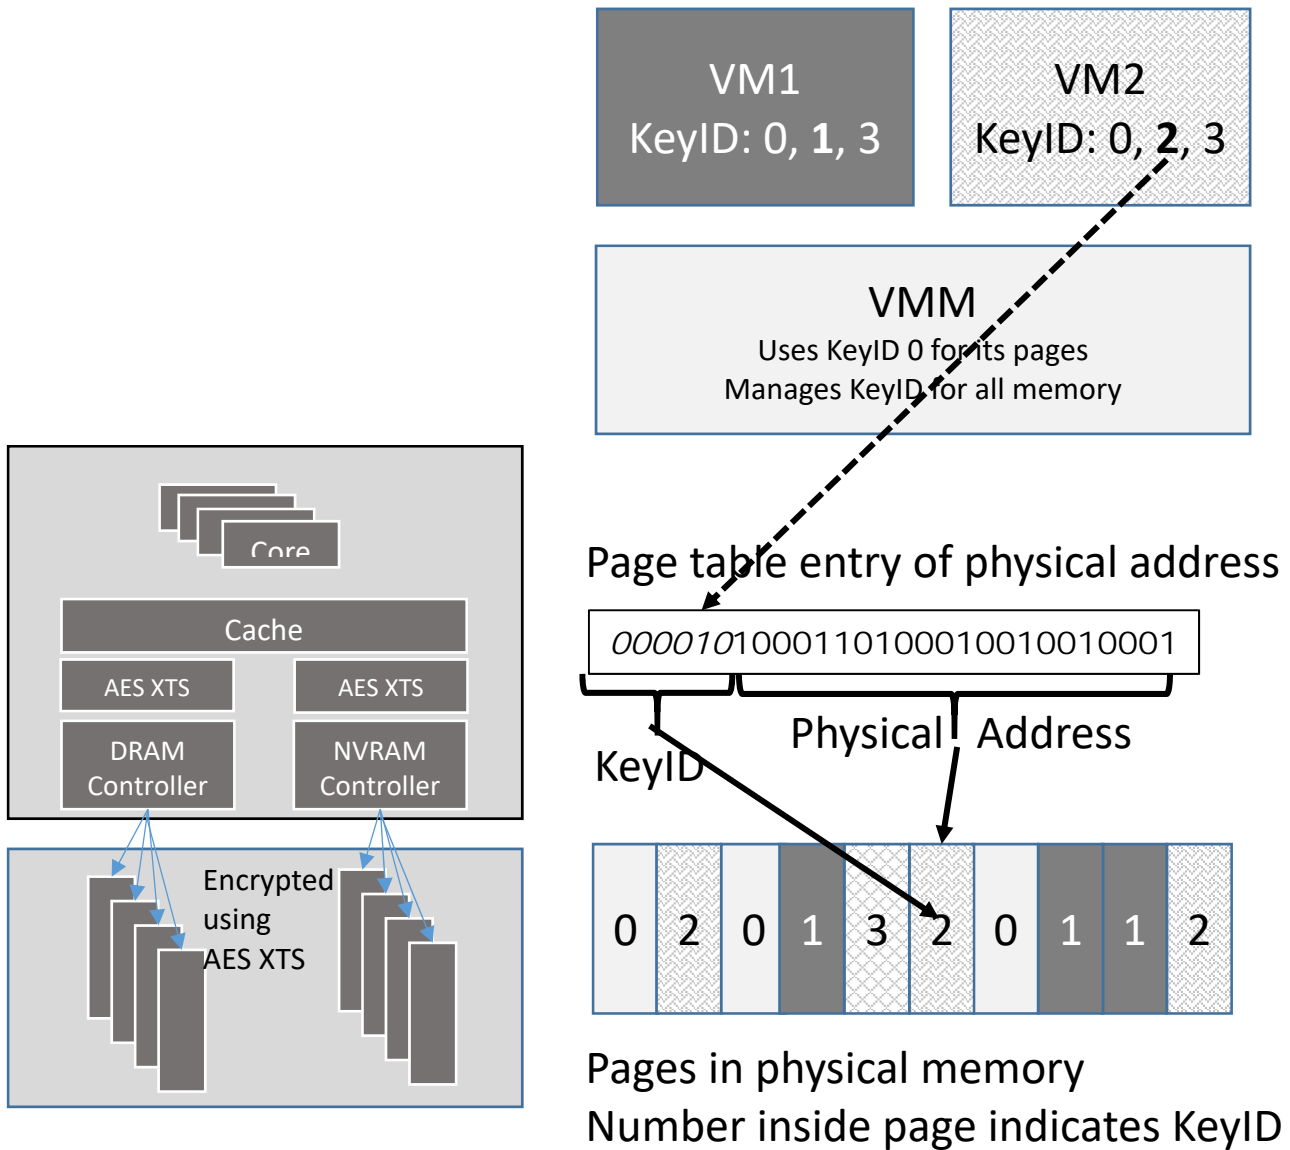 VM1
KeyID: 0, 1, 3
VM2
KeyID: 0, 2, 3
VMM
Uses KeyID 0 for its pages
Manages KeyID for all memory
Core
Cache
AES XTS
AES XTS
DRAM
Controller
NVRAM
Controller
Encrypted
using
AES XTS
Page table entry of physical address
0000101000110100010010010001
KeyID
Physical Address
0 2 0 1 3 2 0 1 1 2
Pages in physical memory
Number inside page indicates KeyID